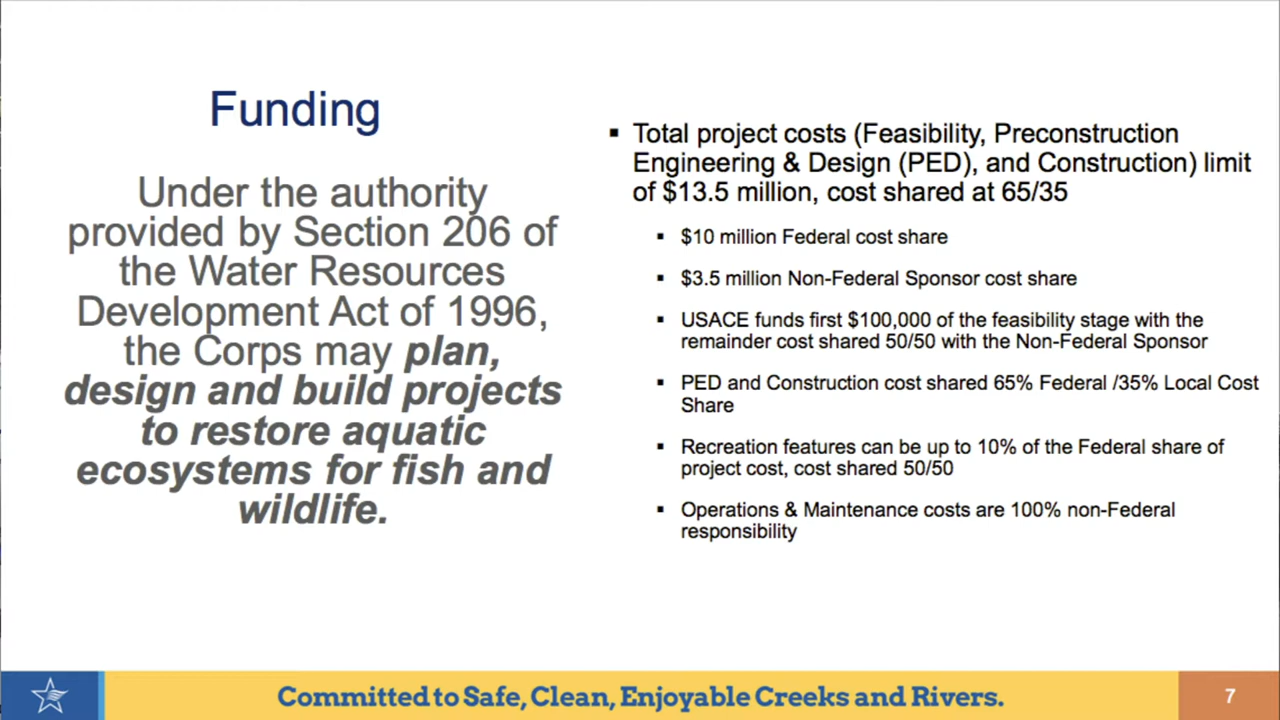 Funding
Under the authority
provided by Section 206 of
the Water Resources
Development Act of 1996,
the Corps may plan,
design and build projects
to restore aquatic
ecosystems for fish and
wildlife.
▪ Total project costs (Feasibility, Preconstruction
Engineering & Design (PED), and Construction) limit
of $13.5 million, cost shared at 65/35
▪ $10 million Federal cost share
▪ $3.5 million Non-Federal Sponsor cost share
▪ USACE funds first $100,000 of the feasibility stage with the
remainder cost shared 50/50 with the Non-Federal Sponsor
▪ PED and Construction cost shared 65% Federal /35% Local Cost
Share
▪ Recreation features can be up to 10% of the Federal share of
project cost, cost shared 50/50
▪ Operations & Maintenance costs are 100% non-Federal
responsibility
Committed to Safe, Clean, Enjoyable Creeks and Rivers.
7